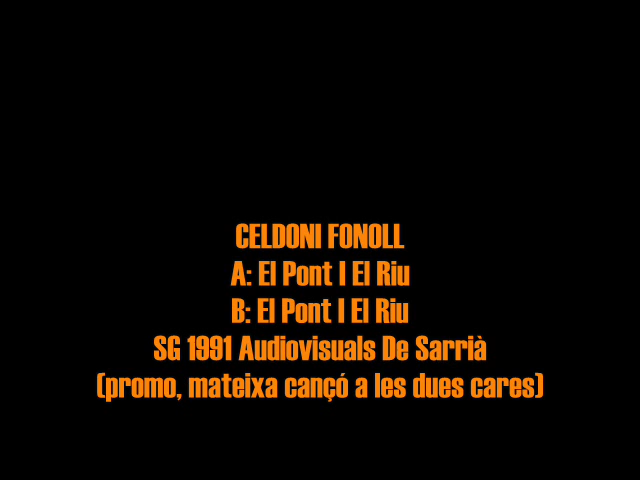 CELDONI FONOLL
A: El Pont I El Riu
B: El Pont I El Riu
SG 1991 Audiovisuals De Sarrià
(promo, mateixa cançó a les dues cares)